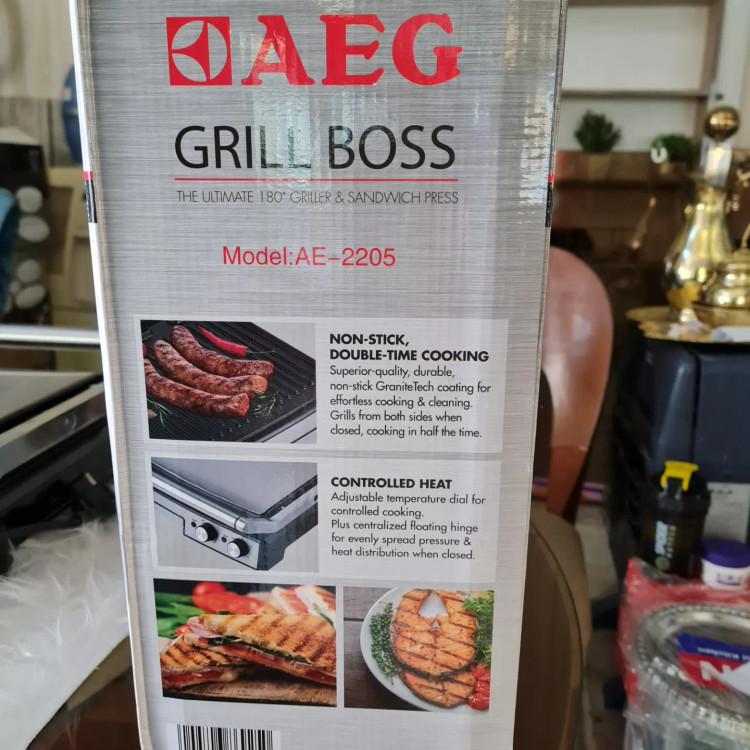 AEG
GRILL BOSS
THE ULTIMATE 180° GRILLER & SANDWICH PRESS
Model:AE-2205
NON-STICK,
DOUBLE-TIME COOKING
Superior-quality, durable,
non-stick GraniteTech coating for
effortless cooking & cleaning.
Grills from both sides when
closed, cooking in half the time.
CONTROLLED HEAT
Adjustable temperature dial for
controlled cooking.
Plus centralized floating hinge
for evenly spread pressure &
heat distribution when closed.